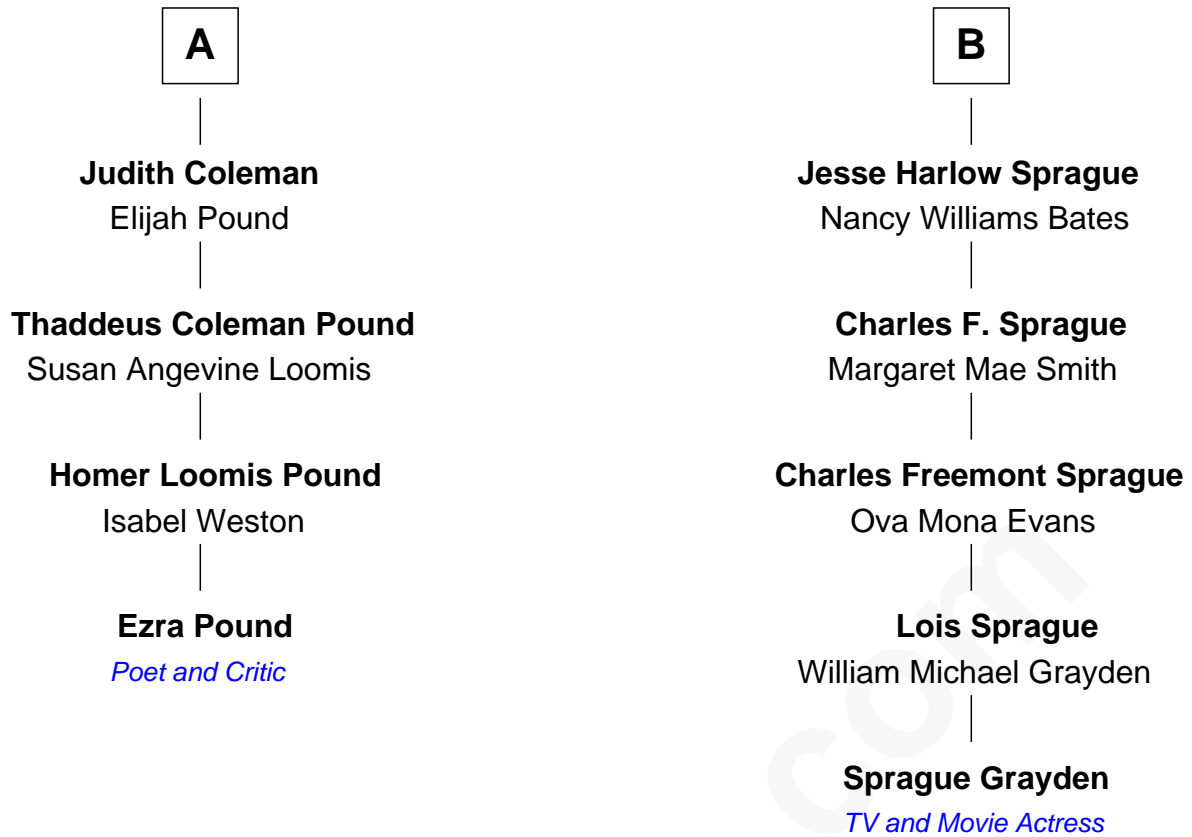 A
Judith Coleman
Elijah Pound
Thaddeus Coleman Pound
Susan Angevine Loomis
Homer Loomis Pound
Isabel Weston
Ezra Pound
Poet and Critic
B
Jesse Harlow Sprague
Nancy Williams Bates
Charles F. Sprague
Margaret Mae Smith
Charles Freemont Sprague
Ova Mona Evans
Lois Sprague
William Michael Grayden
Sprague Grayden
TV and Movie Actress
com